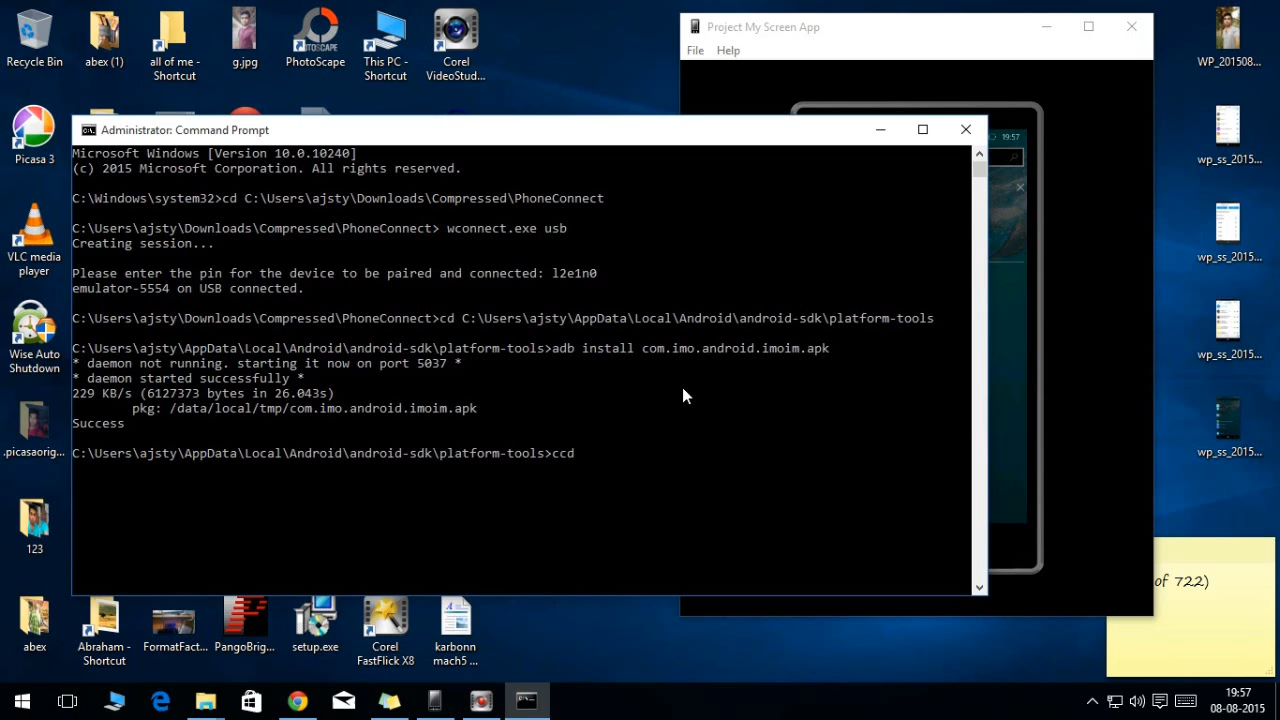 Recycle Bin
abex (1)
all of me -
Shortcut
g.jpg
PHOTOSCAPE
PhotoScape
This PC -
Shortcut
Corel
VideoStud...
Project My Screen App
File Help
WP_201508...
Picasa 3
Administrator: Command Prompt
19:57
Microsoft Windows [Version 10.0.10240]
(c) 2015 Microsoft Corporation. All rights reserved.
C:\Windows\system32>cd C:\Users\ajsty\Downloads\Compressed\PhoneConnect
C:\Users\ajsty\Downloads\Compressed\PhoneConnect> wconnect.exe usb
Creating session...
Please enter the pin for the device to be paired and connected: l2e1n0
emulator-5554 on USB connected.
C:\Users\ajsty\Downloads\Compressed\PhoneConnect>cd C:\Users\ajsty\AppData\Local\Android\android-sdk\platform-tools
C:\Users\ajsty\AppData\Local\Android\android-sdk\platform-tools>adb install com.imo.android.imoim.apk
* daemon not running. starting it now on port 5037 *
* daemon started successfully *
229 KB/s (6127373 bytes in 26.043s)
pkg: /data/local/tmp/com.imo.android.imoim.apk
Success
C:\Users\ajsty\AppData\Local\Android\android-sdk\platform-tools>ccd
wp_ss_2015...
VLC media
player
wp_ss_2015...
Wise Auto
Shutdown
wp_ss_2015...
.picasaorig...
wp_ss_2015...
123
of 722)
abex
Abraham -
Shortcut
FormatFact...
PangoBrig...
setup.exe
Corel
FastFlick X8
karbonn
mach5 ...
19:57
08-08-2015